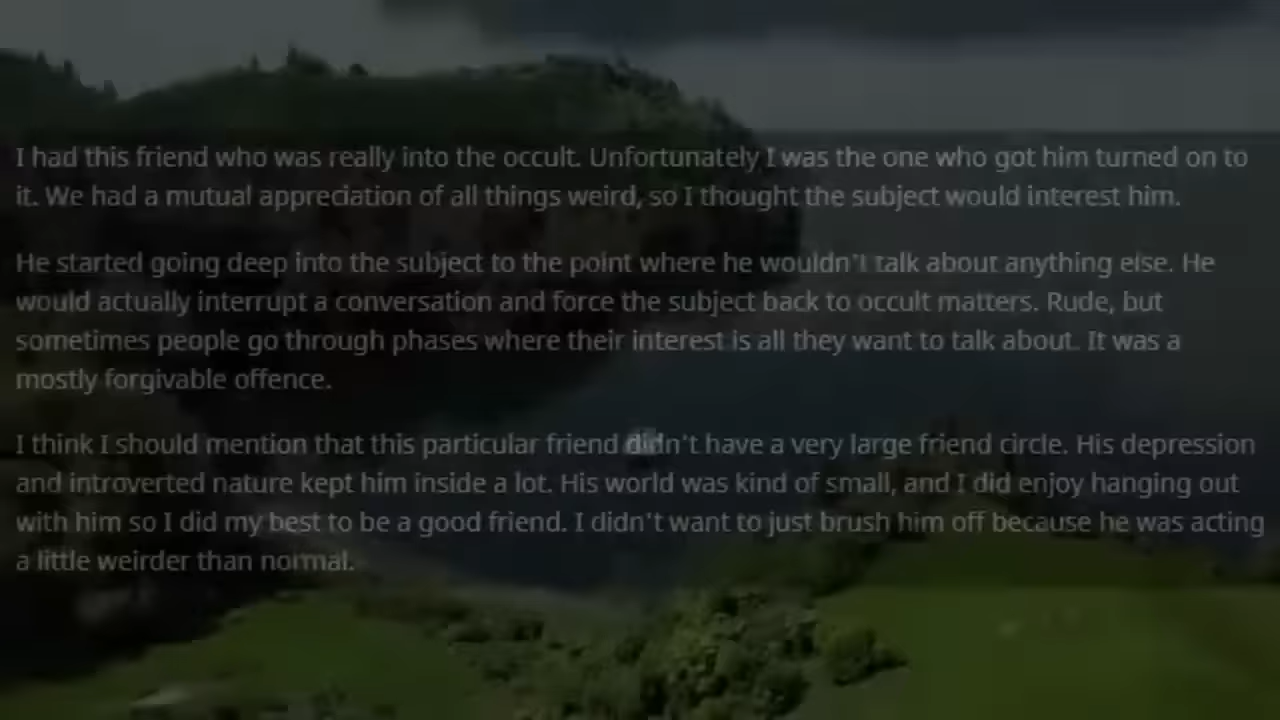 I had this friend who was really into the occult. Unfortunately I was the one who got him turned on to
it. We had a mutual appreciation of all things weird, so I thought the subject would interest him.
He started going deep into the subject to the point where he wouldn't talk about anything else. He
would actually interrupt a conversation and force the subject back to occult matters. Rude, but
sometimes people go through phases where their interest is all they want to talk about. It was a
mostly forgivable offence.
I think I should mention that this particular friend didn't have a very large friend circle. His depression
and introverted nature kept him inside a lot. His world was kind of small, and I did enjoy hanging out
with him so I did my best to be a good friend. I didn't want to just brush him off because he was acting
a little weirder than normal.